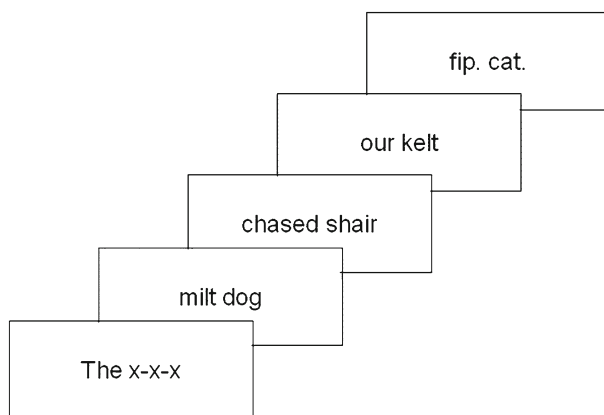 The x-x-x
milt dog
chased shair
our kelt
fip. cat.